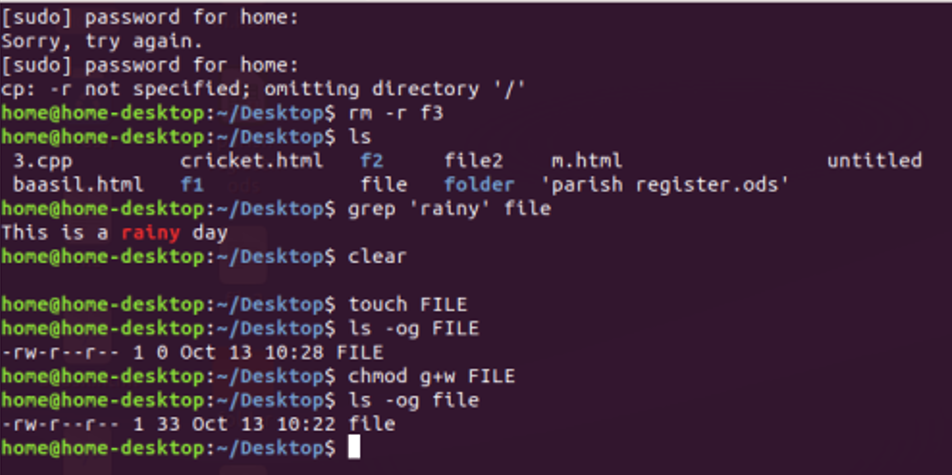 [sudo] password for home:
Sorry, try again.
[sudo] password for home:
cp: -r not specified; omitting directory '/'
home@home-desktop:~/Desktop$ rm -r f3
home@home-desktop:~/Desktop$ ls
3.cpp cricket.html f2 file2 m.html untitled
baasil.html f1 file folder 'parish register.ods'
home@home-desktop:~/Desktop$ grep 'rainy' file
This is a rainy day
home@home-desktop:~/Desktop$ clear
home@home-desktop:~/Desktop$ touch FILE
home@home-desktop:~/Desktop$ ls -og FILE
-rw-r--r-- 1 0 Oct 13 10:28 FILE
home@home-desktop:~/Desktop$ chmod g+w FILE
home@home-desktop:~/Desktop$ ls -og file
-rw-r--r-- 1 33 Oct 13 10:22 file
home@home-desktop:~/Desktop$